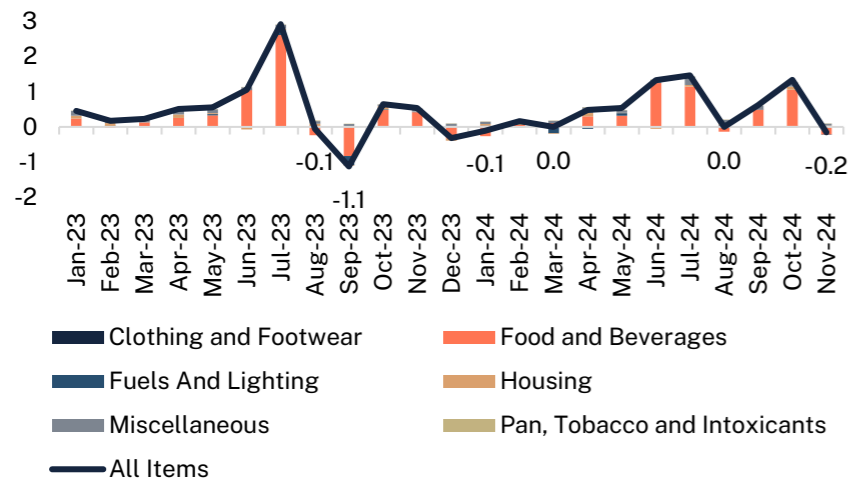 3
2
1
0
-1
-2
-0.1
-1.1
-0.1
0.0
0.0
-0.2
Jan-23
Feb-23
Mar-23
Apr-23
May-23
Jun-23
Jul-23
Aug-23
Sep-23
Oct-23
Nov-23
Dec-23
Jan-24
Feb-24
Mar-24
Apr-24
May-24
Jun-24
Jul-24
Aug-24
Sep-24
Oct-24
Nov-24
Clothing and Footwear
Food and Beverages
Fuels And Lighting
Housing
Miscellaneous
Pan, Tobacco and Intoxicants
All Items